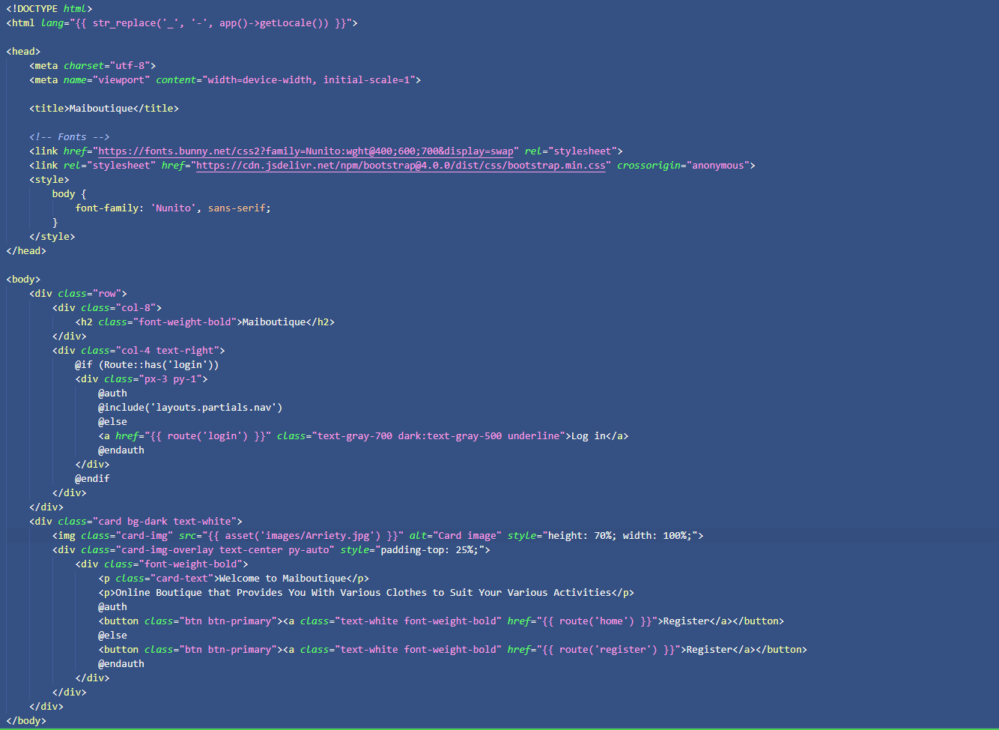 <!DOCTYPE html>
<html lang="{{ str_replace('_', '-', app()->getLocale()) }}">
<head>
<meta charset="utf-8">
<meta name="viewport" content="width=device-width, initial-scale=1">
<title>Maiboutique</title>
<!-- Fonts -->
<link href="https://fonts.bunny.net/css2?family=Nunito:wght@400;600;700&display=swap" rel="stylesheet">
<link rel="stylesheet" href="https://cdn.jsdelivr.net/npm/bootstrap@4.0.0/dist/css/bootstrap.min.css" crossorigin="anonymous">
<style>
body {
font-family: 'Nunito', sans-serif;
}
</style>
</head>
<body>
<div class="row">
<div class="col-8">
<h2 class="font-weight-bold">Maiboutique</h2>
</div>
<div class="col-4 text-right">
@if (Route::has('login'))
<div class="px-3 py-1">
@auth
@include('layouts.partials.nav')
@else
<a href="{{ route('login') }}" class="text-gray-700 dark:text-gray-500 underline">Log in</a>
@endauth
</div>
@endif
</div>
</div>
<div class="card bg-dark text-white">
<img class="card-img" src="{{ asset('images/Arriety.jpg') }}" alt="Card image" style="height: 70%; width: 100%;">
<div class="card-img-overlay text-center py-auto" style="padding-top: 25%;">
<div class="font-weight-bold">
<p class="card-text">Welcome to Maiboutique</p>
<p>Online Boutique that Provides You With Various Clothes to Suit Your Various Activities</p>
@auth
<button class="btn btn-primary"><a class="text-white font-weight-bold" href="{{ route('home') }}">Register</a></button>
@else
<button class="btn btn-primary"><a class="text-white font-weight-bold" href="{{ route('register') }}">Register</a></button>
@endauth
</div>
</div>
</div>
</body>